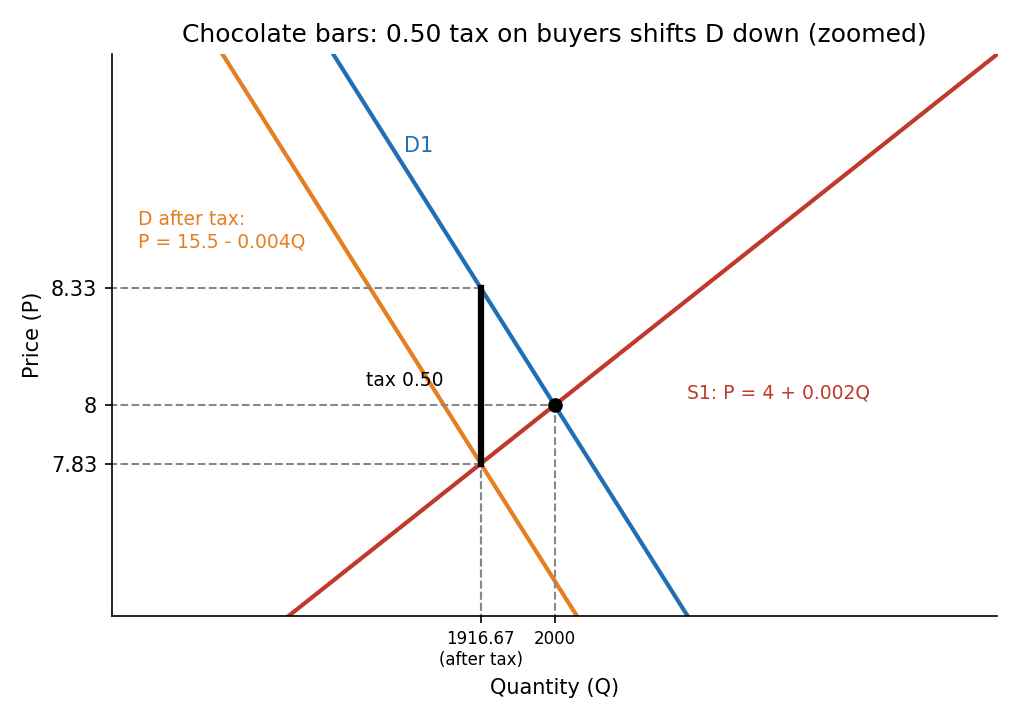 Chocolate bars: 0.50 tax on buyers shifts D down (zoomed)
D1
D after tax:
P = 15.5 - 0.004Q
8.33
tax 0.50
S1: P = 4 + 0.002Q
8
7.83
Price (P)
1916.67
(after tax)
2000
Quantity (Q)